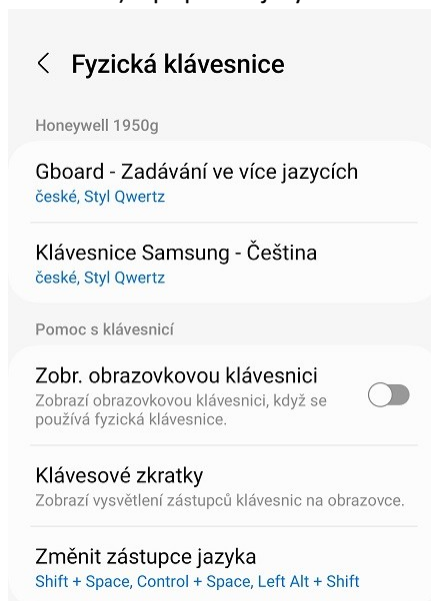 Fyzická klávesnice
Honeywell 1950g
Gboard - Zadávání ve více jazycích
české, Styl Qwertz
Klávesnice Samsung - Čeština
české, Styl Qwertz
Pomoc s klávesnicí
Zobr. obrazovkovou klávesnici
Zobrazí obrazovkovou klávesnici, když se
používá fyzická klávesnice.
Klávesové zkratky
Zobrazí vysvětlení zástupců klávesnic na obrazovce.
Změnit zástupce jazyka
Shift + Space, Control + Space, Left Alt + Shift